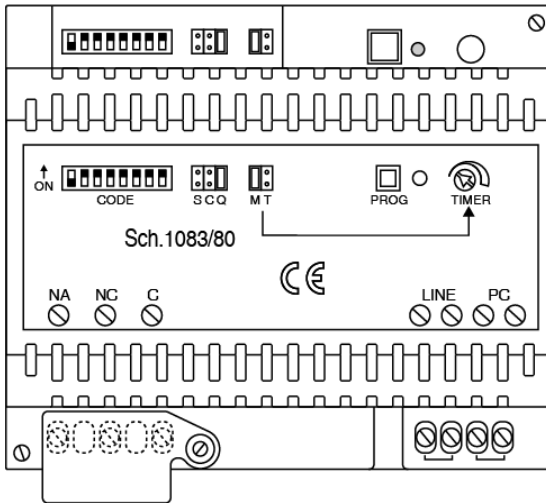 ON
CODE
S C Q
M T
PROG
TIMER
Sch.1083/80
CE
NA
NC
C
LINE
PC